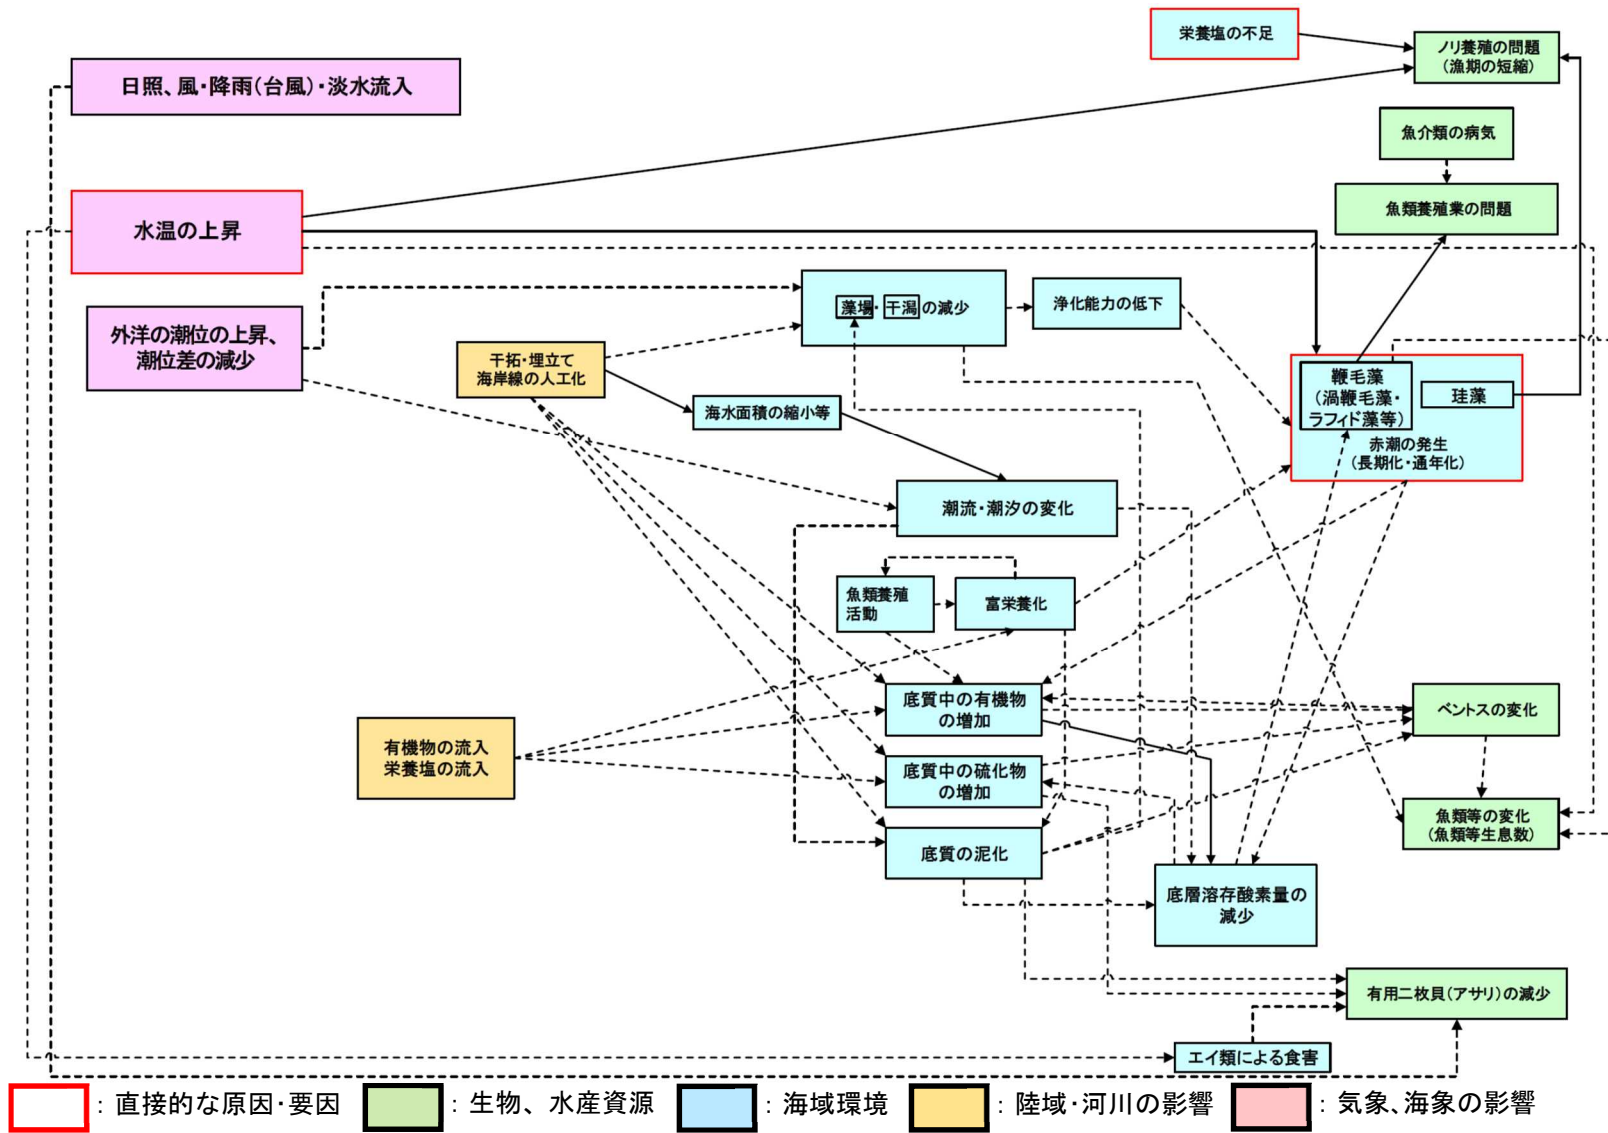 栄養塩の不足
ノリ養殖の問題
（漁期の短縮）
日照、風・降雨（台風）・淡水流入
魚介類の病気
魚類養殖業の問題
水温の上昇
藻場・干潟の減少
浄化能力の低下
外洋の潮位の上昇、
潮位差の減少
干拓・埋立て
海岸線の人工化
海水面積の縮小等
鞭毛藻
（渦鞭毛藻・
ラフィド藻等）
珪藻
赤潮の発生
（長期化・通年化）
潮流・潮汐の変化
魚類養殖
活動
富栄養化
底質中の有機物
の増加
ベントスの変化
有機物の流入
栄養塩の流入
底質中の硫化物
の増加
魚類等の変化
（魚類等生息数）
底質の泥化
底層溶存酸素量の
減少
有用二枚貝（アサリ）の減少
エイ類による食害
：直接的な原因・要因
：生物、水産資源
：海域環境
：陸域・河川の影響
：気象、海象の影響